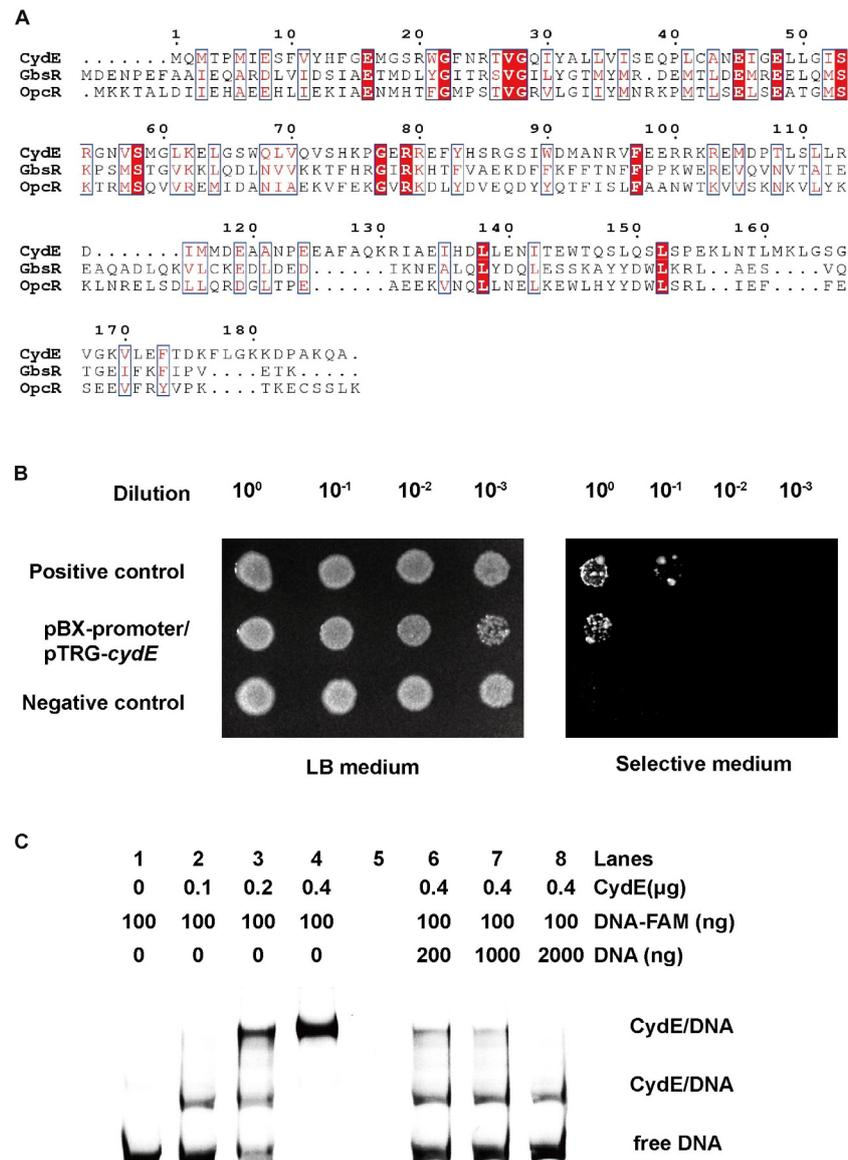 A
1 10 20 30 40 50
CydE .......MQMTPMIESFVYHFGEMGSRWGFNRTVGQIYALLVISEQPLCANEIGELLGIS
GbsR MDENPEFAAIEQARDLVIDSIAETMDLYGITRSVGILYGTMYMR.DEMTLDEMREELQMS
OpcR .MKKTALDIIEHAEEHLIEKIAENMHTFGMPSTVGRVLGIIYMNRKPMTLSELSEATGMS
60 70 80 90 100 110
CydE RGNVSMGLKELGSWQLVQVSHKPGERREFYHSRGSIWDMANRVFEERRKREMDPTLSLLR
GbsR KPSMSTGVKKLQDLNVVKKTFHRGIRKHTFVAEKDFFKFFTNFFPPKWEREVQVNVTAIE
OpcR KTRMSQVVREMIDANIAEKVFEKGVRKDLYDVEQDYYQTFISLFAANWTKVVSKNKVLYK
120 130 140 150 160
CydE D.......IMMDEAANPEEAFAQKRIAEIHDLLENITEWTQSLQSLSPEKLNTLMKLGSG
GbsR EAQADLQKVLCKEDLDED......IKNEALQLYDQLESSKAYYDWLKRL..AES....VQ
OpcR KLNRELSDLLQRDGLTPE......AEEKVNQLLNELKEWLHYYDWLSRL..IEF....FE
170 180
CydE VGKVLEFTDKFLGKKDPAKQA.
GbsR TGEIFKFIPV....ETK.....
OpcR SEEVFRYVPK....TKECSSLK
B
Dilution 10⁰ 10⁻¹ 10⁻² 10⁻³ 10⁰ 10⁻¹ 10⁻² 10⁻³
Positive control
pBX-promoter/
pTRG-cydE
Negative control
LB medium Selective medium
C
1 2 3 4 5 6 7 8 Lanes
0 0.1 0.2 0.4 0.4 0.4 0.4 CydE(µg)
100 100 100 100 100 100 100 DNA-FAM (ng)
0 0 0 0 200 1000 2000 DNA (ng)
CydE/DNA
CydE/DNA
free DNA